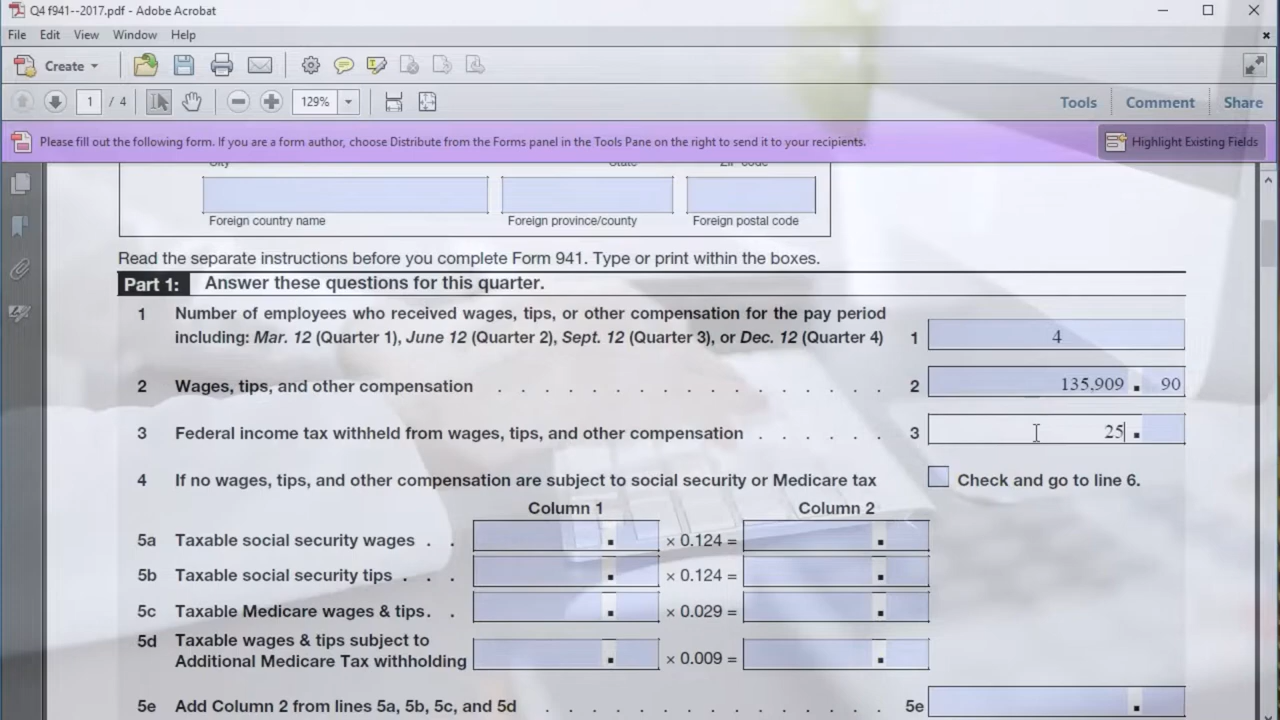 Q4 f941--2017.pdf - Adobe Acrobat
File Edit View Window Help
Create
1 / 4 129% Tools Comment Share
Please fill out the following form. If you are a form author, choose Distribute from the Forms panel in the Tools Pane on the right to send it to your recipients. Highlight Existing Fields
City State ZIP code
Foreign country name Foreign province/county Foreign postal code
Read the separate instructions before you complete Form 941. Type or print within the boxes.
Part 1: Answer these questions for this quarter.
1 Number of employees who received wages, tips, or other compensation for the pay period
including: Mar. 12 (Quarter 1), June 12 (Quarter 2), Sept. 12 (Quarter 3), or Dec. 12 (Quarter 4) 1 4
2 Wages, tips, and other compensation . . . . . . . . . . . . . . . . . 2 135,909 . 90
3 Federal income tax withheld from wages, tips, and other compensation . . . . . . 3 25 .
4 If no wages, tips, and other compensation are subject to social security or Medicare tax Check and go to line 6.
Column 1 Column 2
5a Taxable social security wages . . . × 0.124 = .
5b Taxable social security tips . . . . × 0.124 = .
5c Taxable Medicare wages & tips. . . × 0.029 = .
5d Taxable wages & tips subject to
Additional Medicare Tax withholding . × 0.009 = .
5e Add Column 2 from lines 5a, 5b, 5c, and 5d . . . . . . . . . . . . . . . 5e .